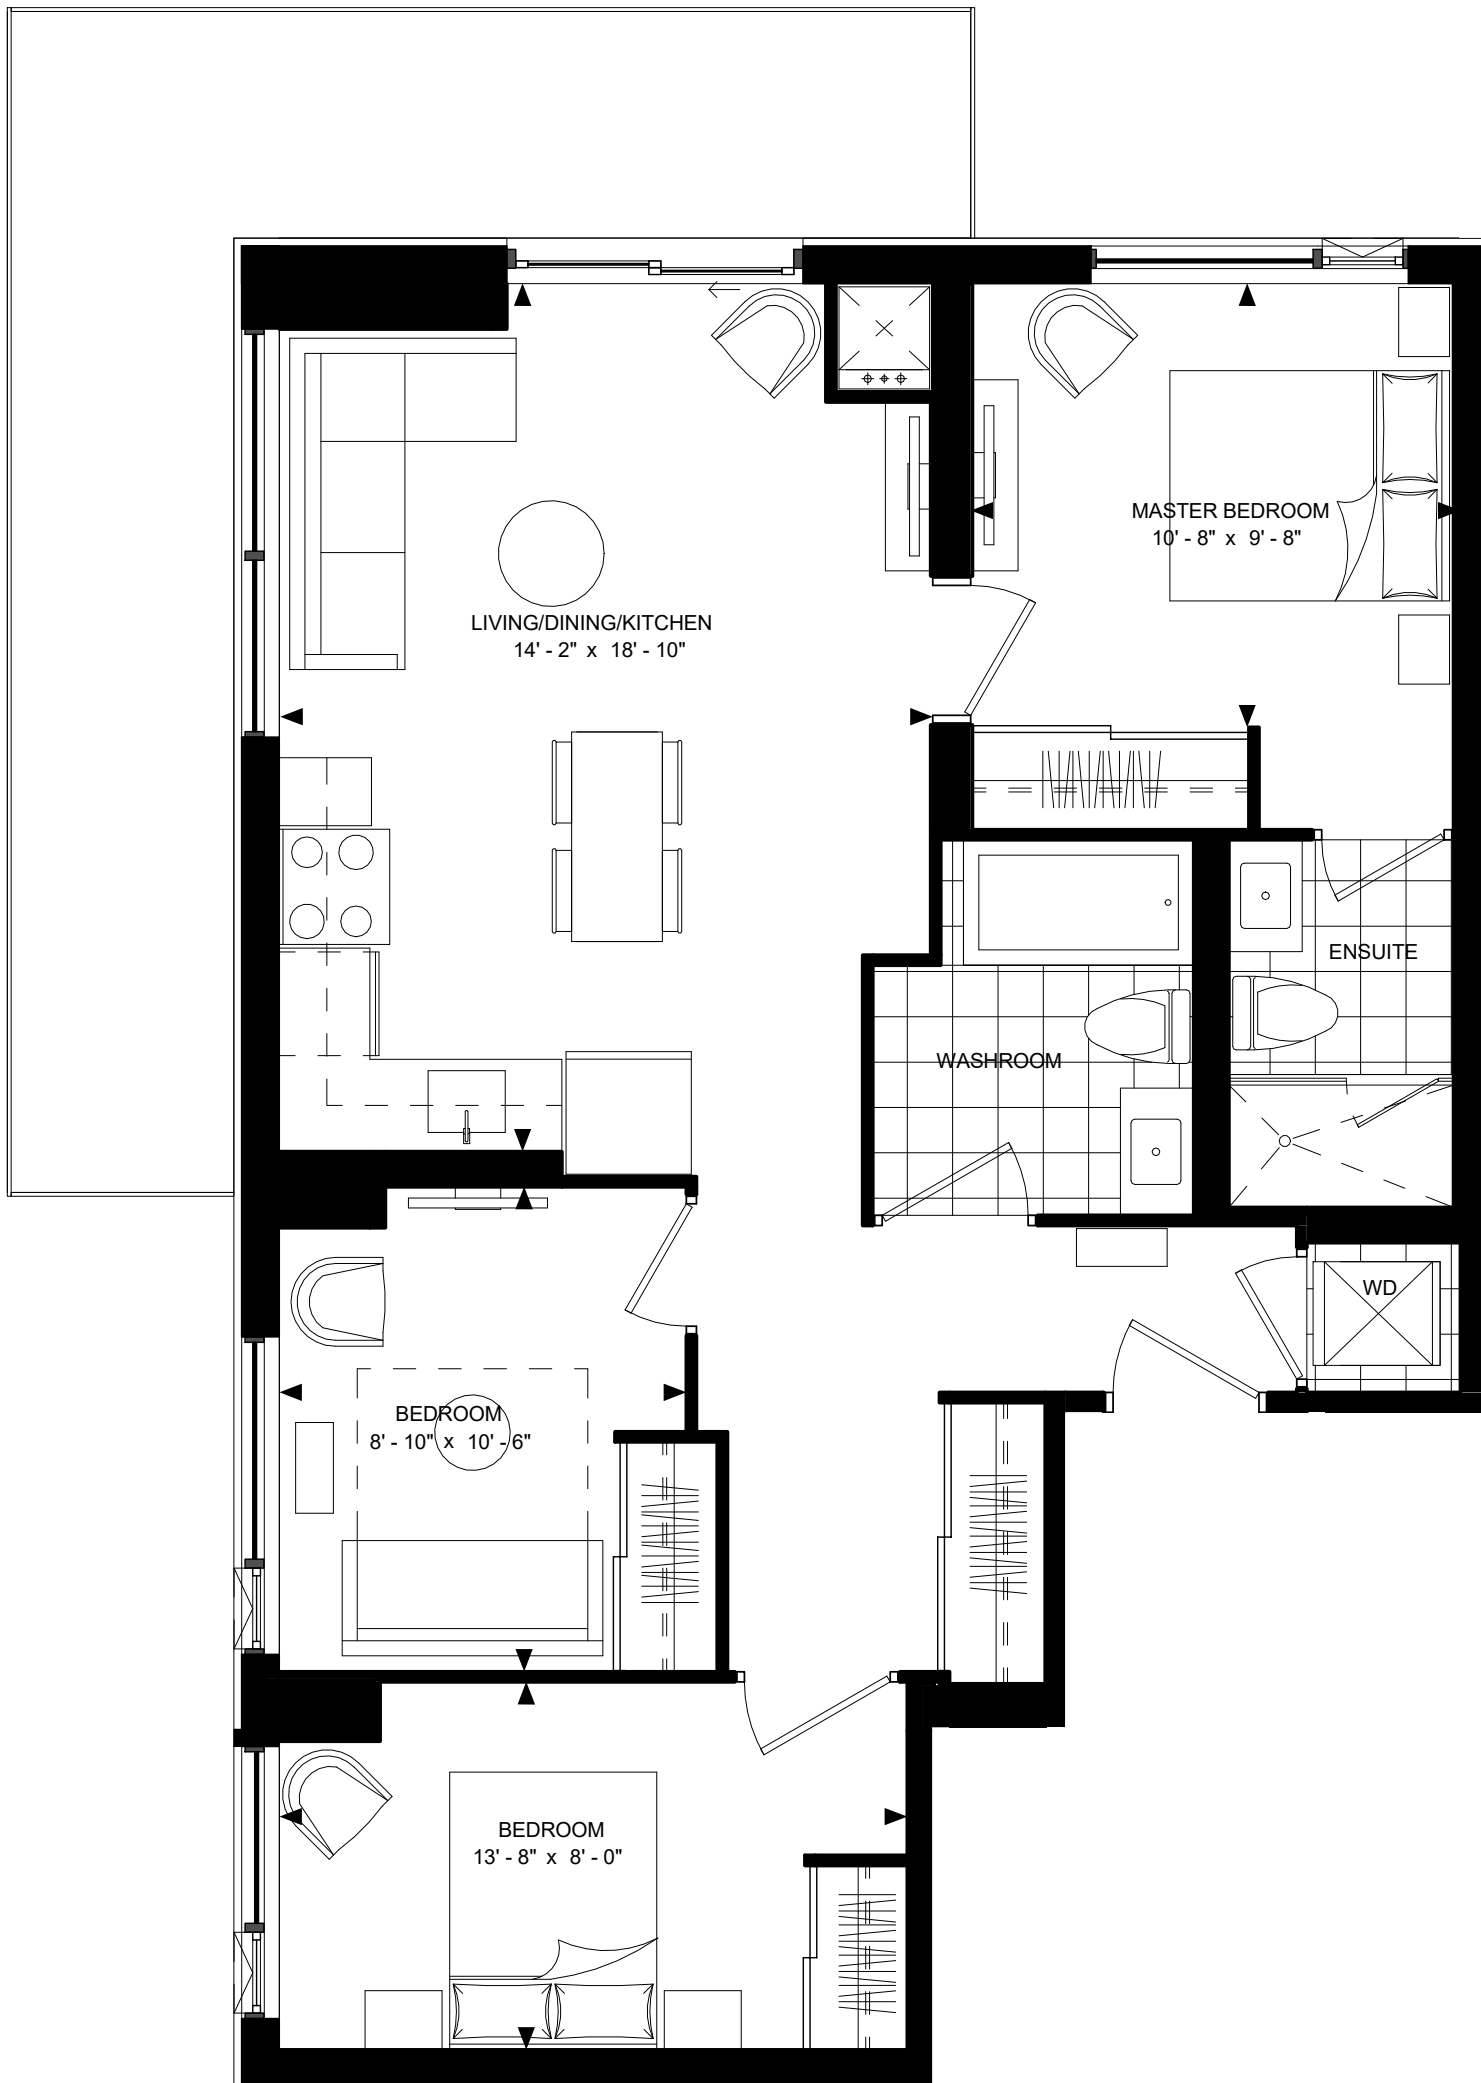 MASTER BEDROOM
10' - 8" x 9' - 8"
LIVING/DINING/KITCHEN
14' - 2" x 18' - 10"
ENSUITE
WASHROOM
WD
BEDROOM
8' - 10" x 10' - 6"
BEDROOM
13' - 8" x 8' - 0"